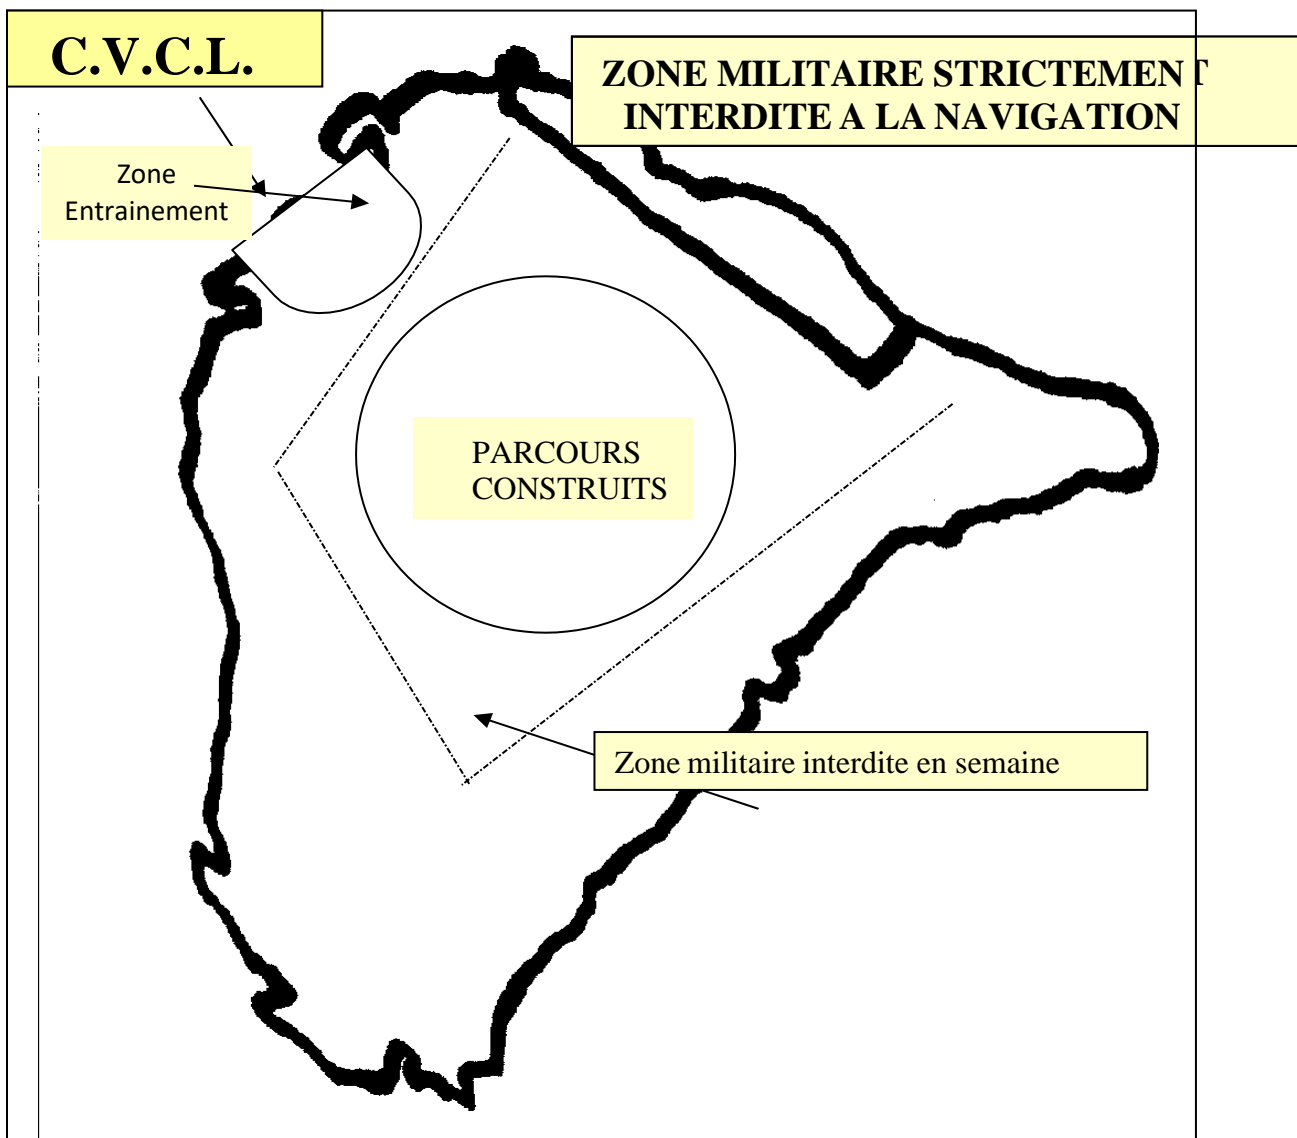 C.V.C.L.
ZONE MILITAIRE STRICTEMENT
INTERDITE A LA NAVIGATION
Zone
Entrainement
PARCOURS
CONSTRUITS
Zone militaire interdite en semaine